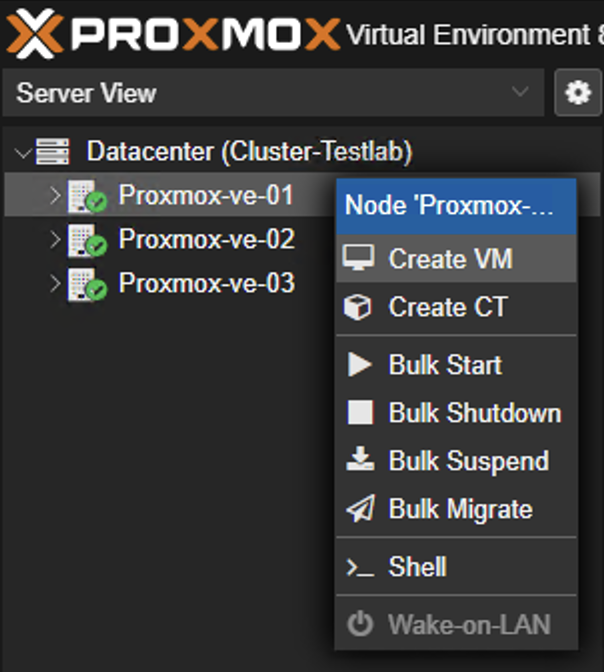 PROXMOX Virtual Environment 8
Server View
Datacenter (Cluster-Testlab)
Proxmox-ve-01
Proxmox-ve-02
Proxmox-ve-03
Node 'Proxmox-...
Create VM
Create CT
Bulk Start
Bulk Shutdown
Bulk Suspend
Bulk Migrate
Shell
Wake-on-LAN